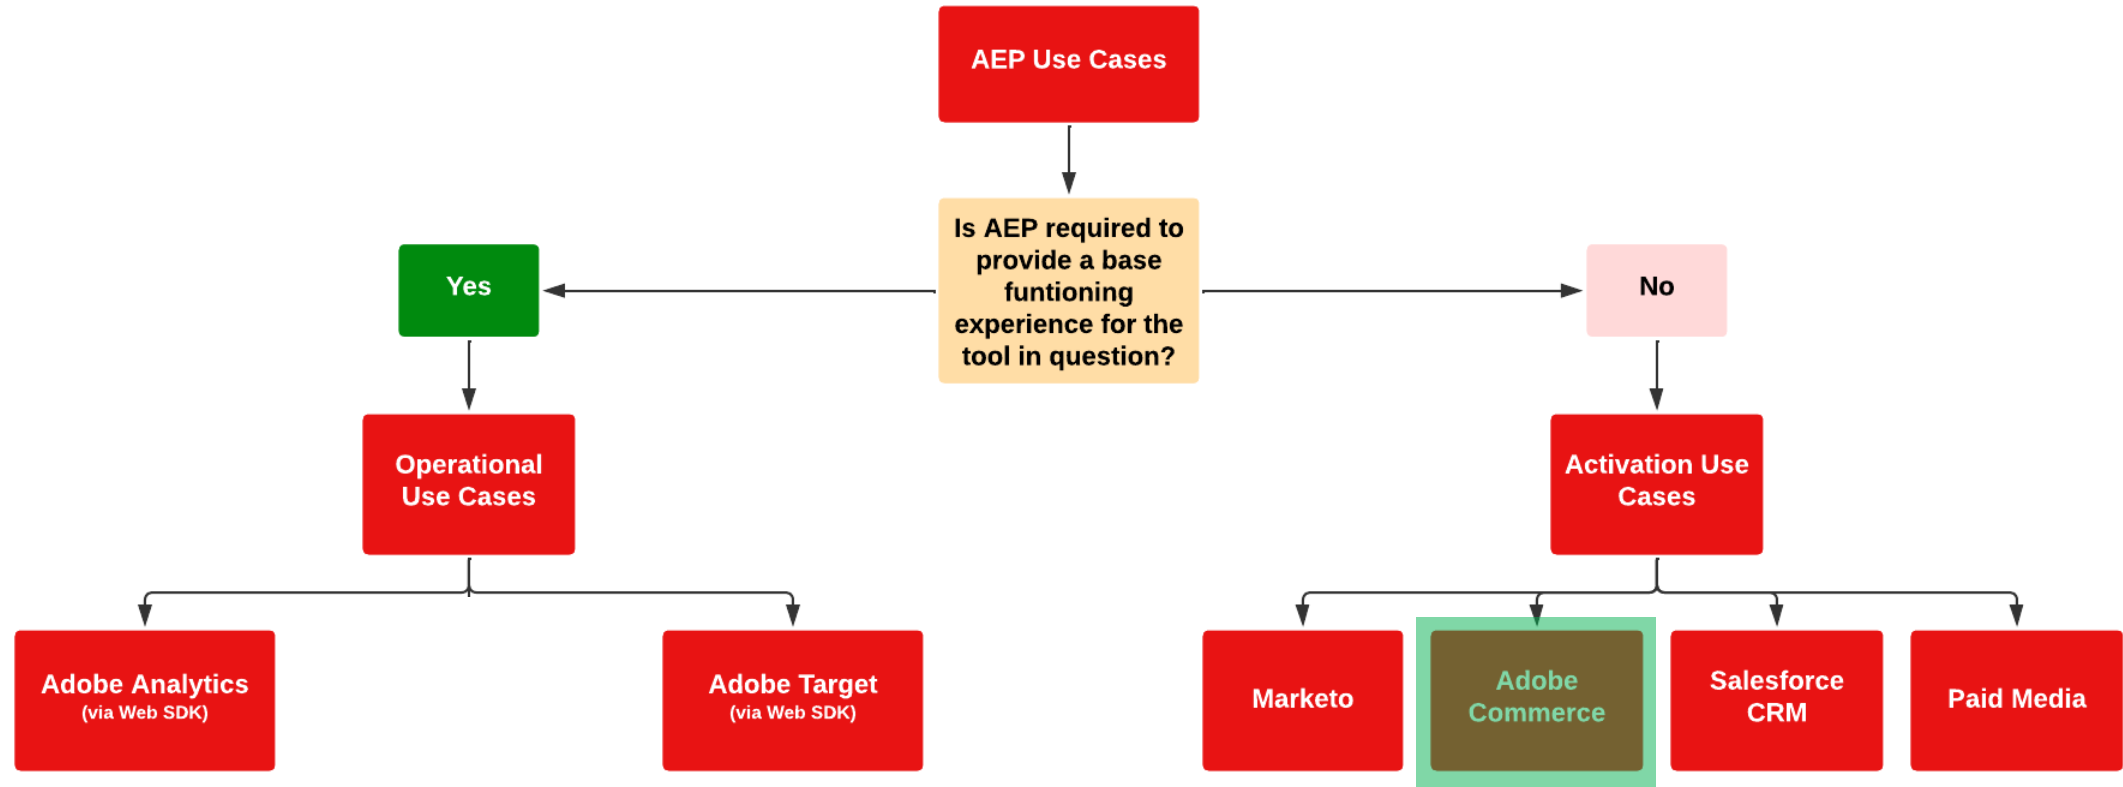 AEP Use Cases
Is AEP required to
provide a base
funtioning
experience for the
tool in question?
Yes
No
Operational
Use Cases
Activation Use
Cases
Adobe Analytics
(via Web SDK)
Adobe Target
(via Web SDK)
Marketo
Adobe
Commerce
Salesforce
CRM
Paid Media